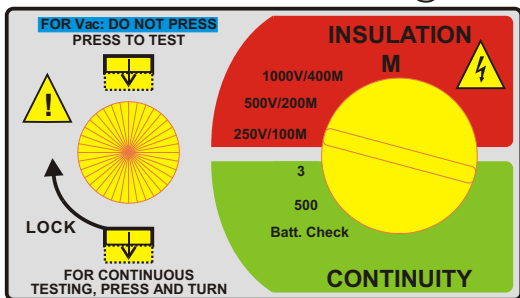 FOR Vac: DO NOT PRESS
PRESS TO TEST
LOCK
FOR CONTINUOUS
TESTING, PRESS AND TURN
INSULATION
M
1000V/400M
500V/200M
250V/100M
3
500
Batt. Check
CONTINUITY
!